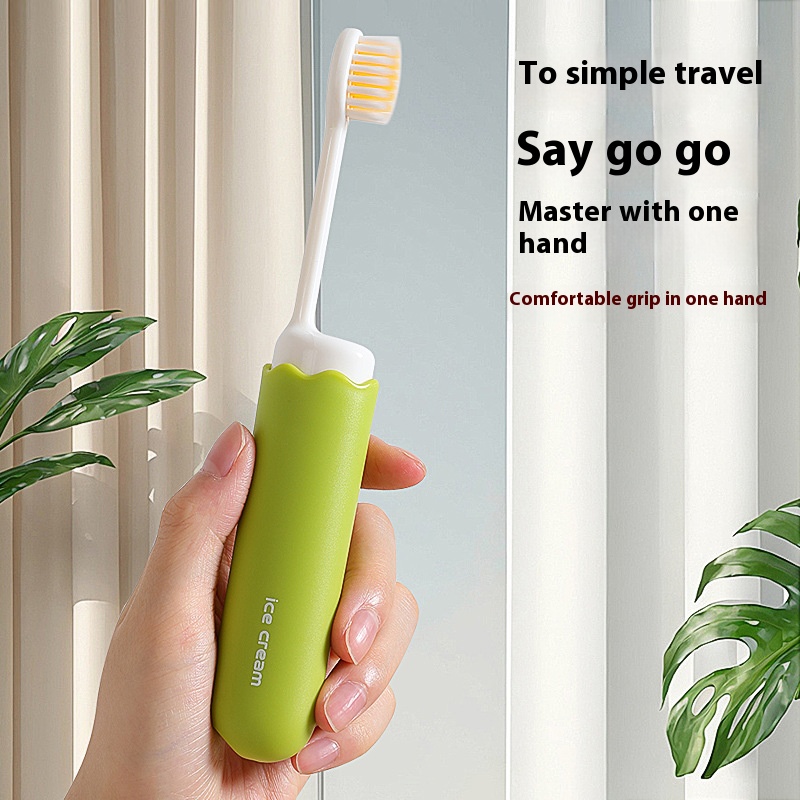 To simple travel
Say go go
Master with one
hand
Comfortable grip in one hand
ice cream